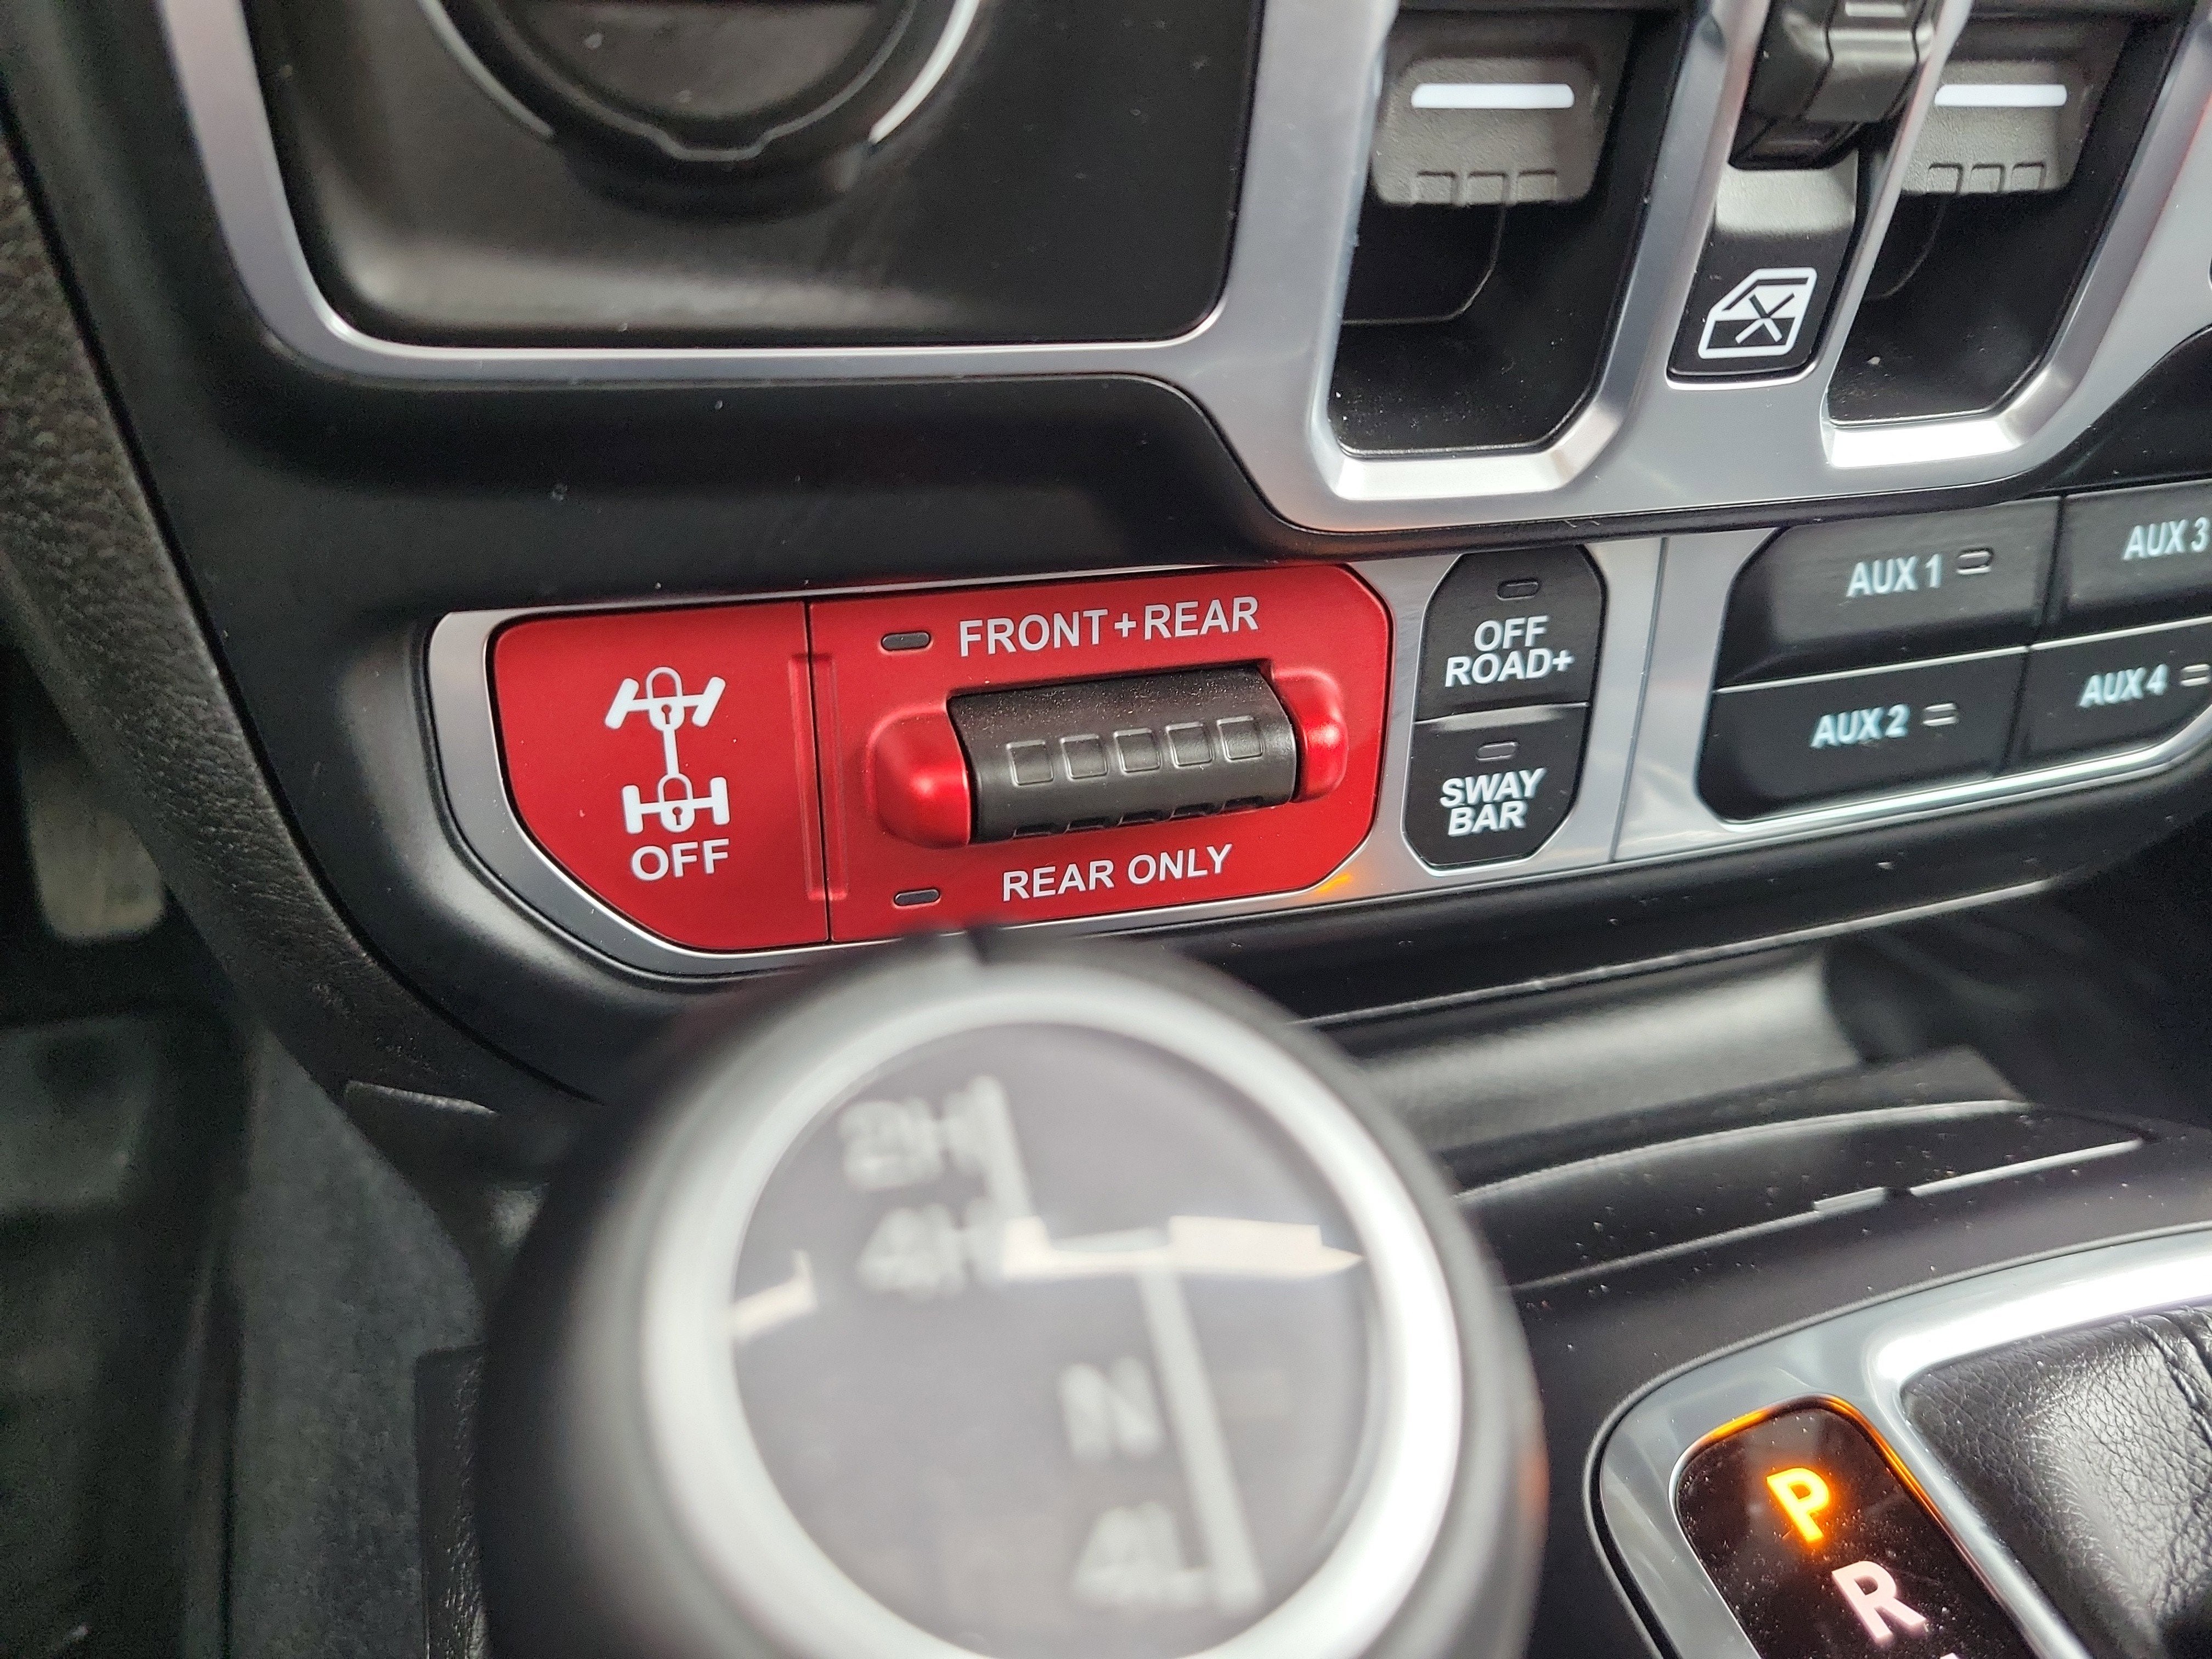 FRONT+REAR
OFF
REAR ONLY
OFF
ROAD+
SWAY
BAR
AUX 1
AUX 2
AUX 3
AUX 4
2H
4H
N
4L
P
R